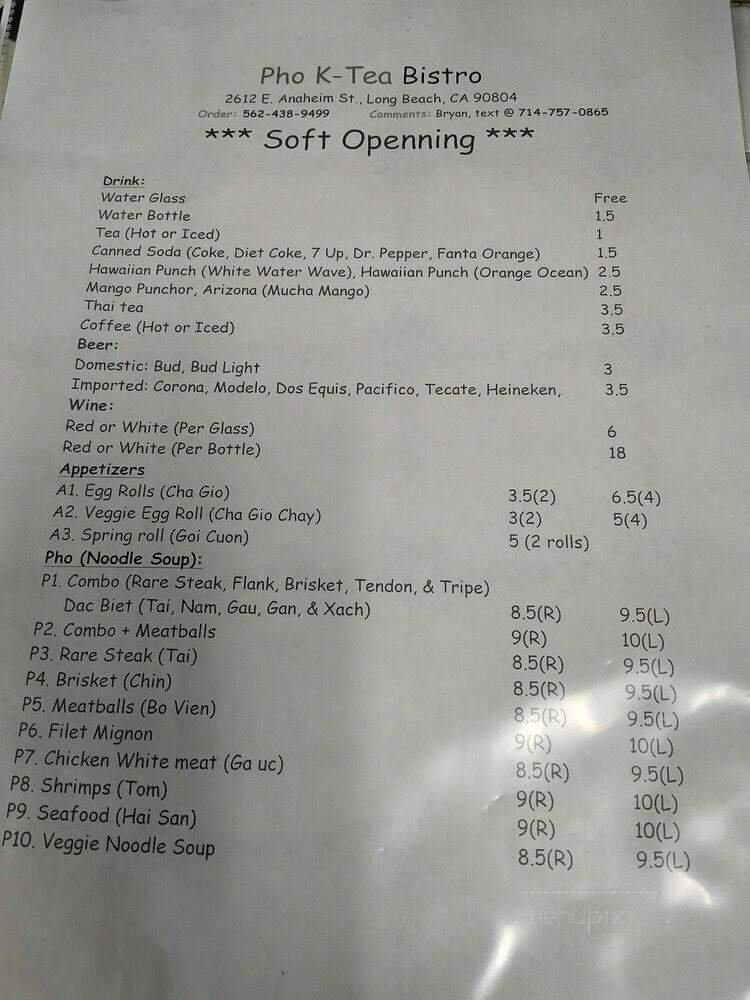 Pho K-Tea Bistro
2612 E. Anaheim St., Long Beach, CA 90804
Order: 562-438-9499 Comments: Bryan, text @ 714-757-0865
*** Soft Openning ***
Drink:
Water Glass Free
Water Bottle 1.5
Tea (Hot or Iced) 1
Canned Soda (Coke, Diet Coke, 7 Up, Dr. Pepper, Fanta Orange) 1.5
Hawaiian Punch (White Water Wave), Hawaiian Punch (Orange Ocean) 2.5
Mango Punchor, Arizona (Mucha Mango) 2.5
Thai tea 3.5
Coffee (Hot or Iced) 3.5
Beer:
Domestic: Bud, Bud Light 3
Imported: Corona, Modelo, Dos Equis, Pacifico, Tecate, Heineken, 3.5
Wine:
Red or White (Per Glass) 6
Red or White (Per Bottle) 18
Appetizers
A1. Egg Rolls (Cha Gio) 3.5(2) 6.5(4)
A2. Veggie Egg Roll (Cha Gio Chay) 3(2) 5(4)
A3. Spring roll (Goi Cuon) 5 (2 rolls)
Pho (Noodle Soup):
P1. Combo (Rare Steak, Flank, Brisket, Tendon, & Tripe)
Dac Biet (Tai, Nam, Gau, Gan, & Xach) 8.5(R) 9.5(L)
P2. Combo + Meatballs 9(R) 10(L)
P3. Rare Steak (Tai) 8.5(R) 9.5(L)
P4. Brisket (Chin) 8.5(R) 9.5(L)
P5. Meatballs (Bo Vien) 8.5(R) 9.5(L)
P6. Filet Mignon 9(R) 10(L)
P7. Chicken White meat (Ga uc) 8.5(R) 9.5(L)
P8. Shrimps (Tom) 9(R) 10(L)
P9. Seafood (Hai San) 9(R) 10(L)
P10. Veggie Noodle Soup 8.5(R) 9.5(L)
menupix